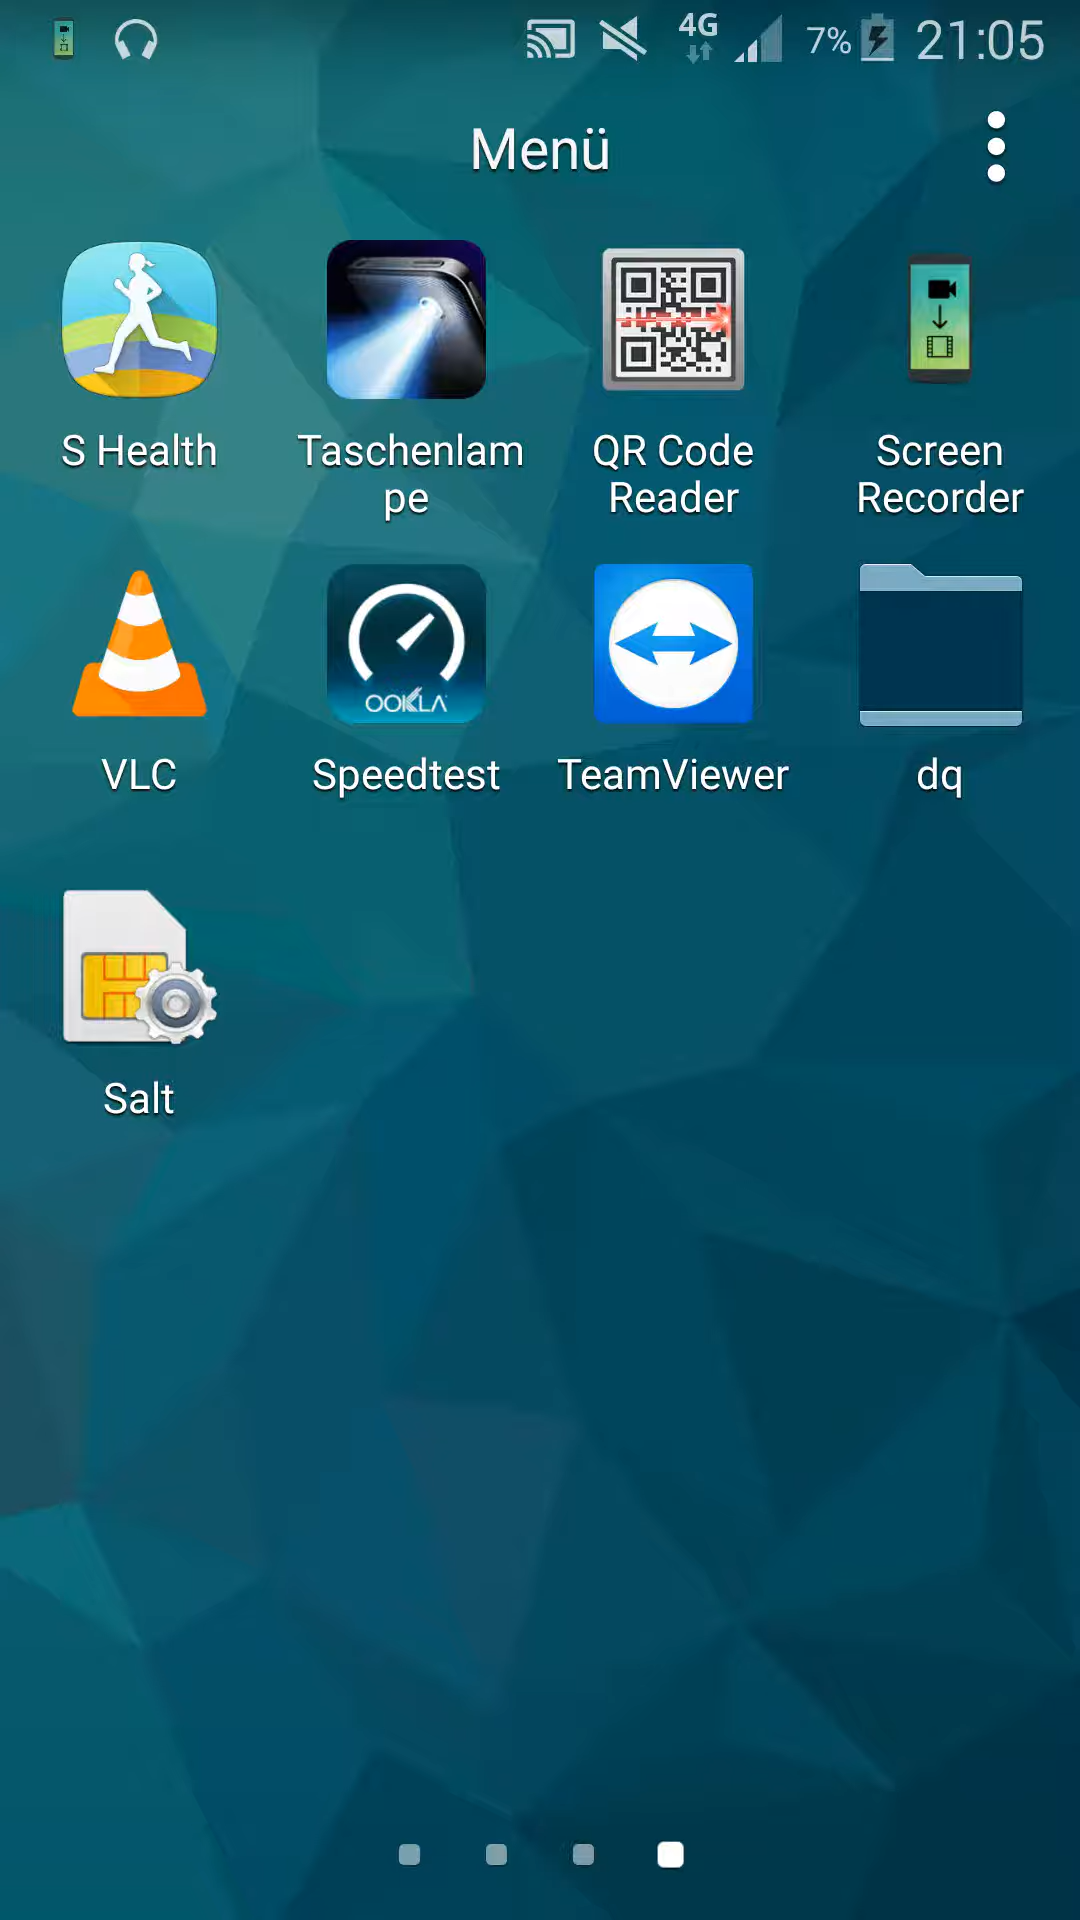 4G 7% 21:05
Menü
S Health Taschenlam QR Code Screen
pe Reader Recorder
OOKLA
VLC Speedtest TeamViewer dq
Salt